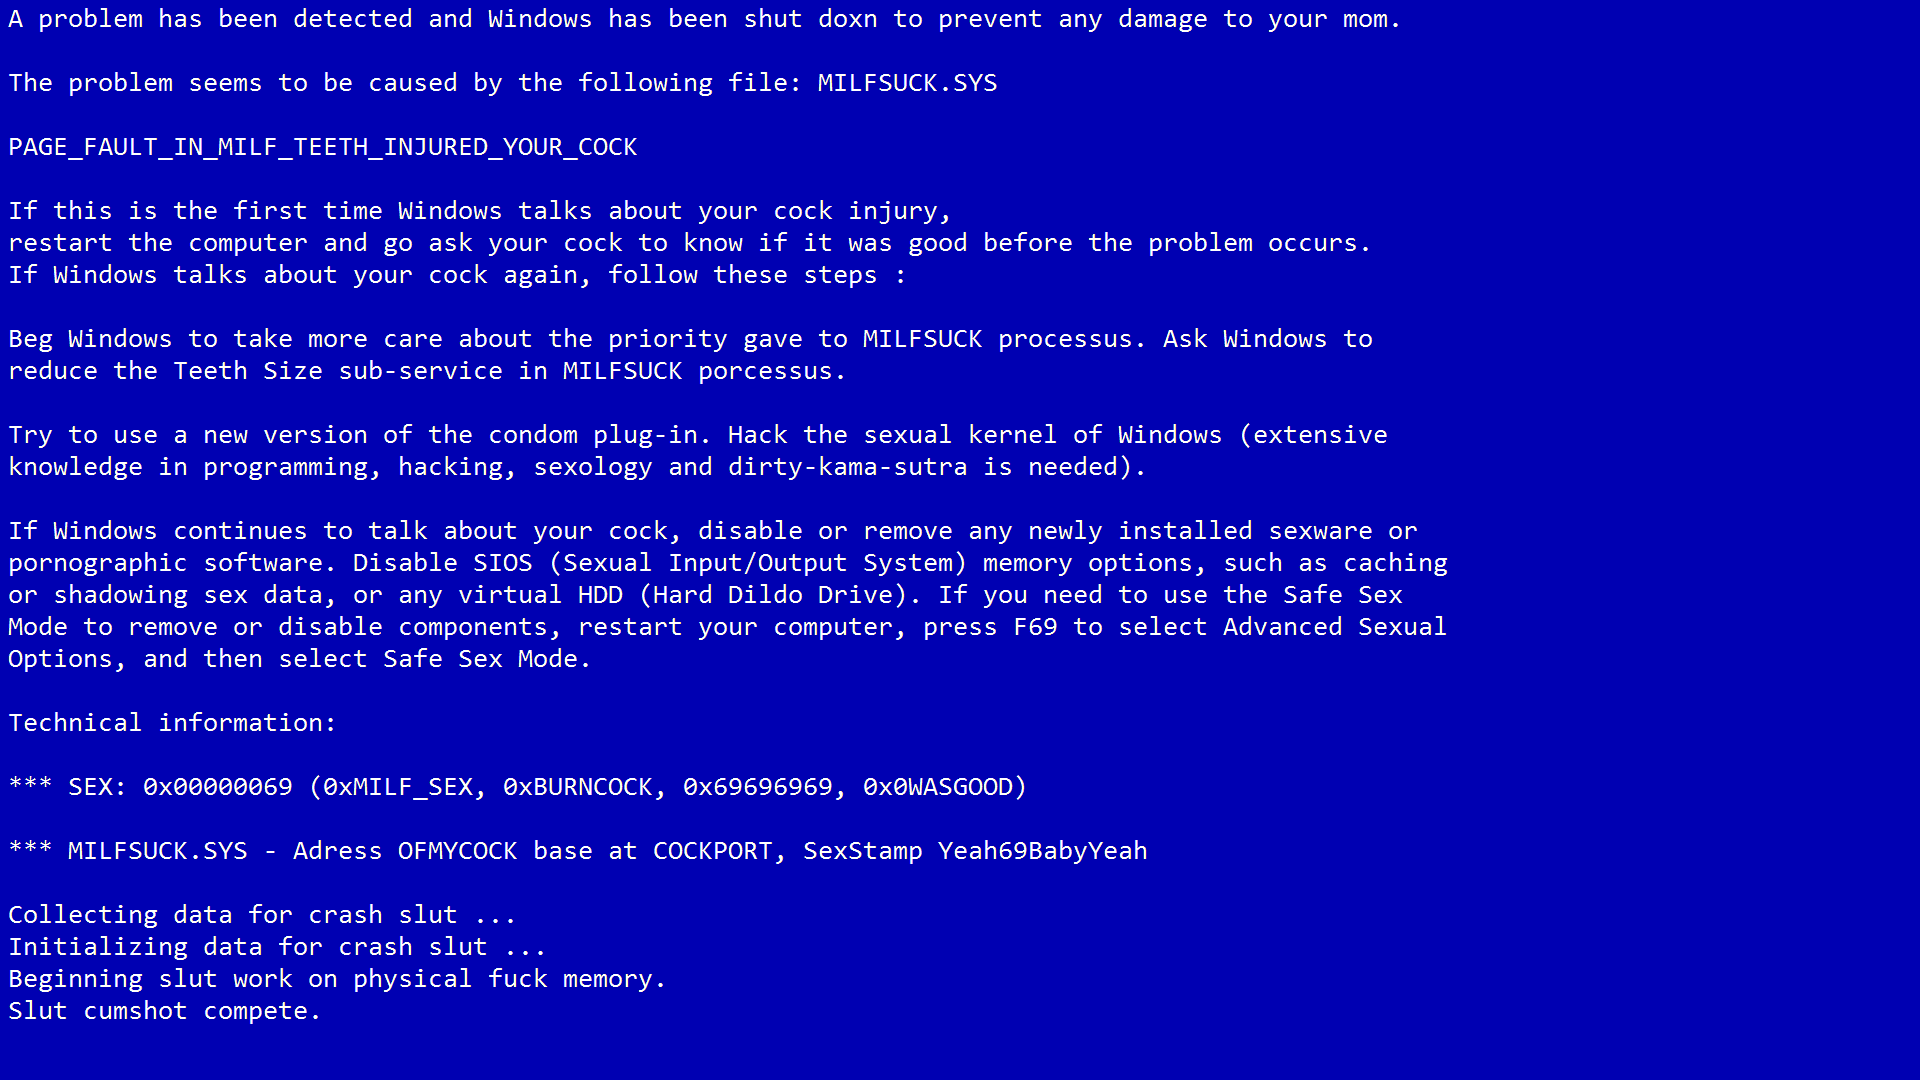 A problem has been detected and Windows has been shut doxn to prevent any damage to your mom.
The problem seems to be caused by the following file: MILFSUCK.SYS
PAGE_FAULT_IN_MILF_TEETH_INJURED_YOUR_COCK
If this is the first time Windows talks about your cock injury,
restart the computer and go ask your cock to know if it was good before the problem occurs.
If Windows talks about your cock again, follow these steps :
Beg Windows to take more care about the priority gave to MILFSUCK processus. Ask Windows to
reduce the Teeth Size sub-service in MILFSUCK porcessus.
Try to use a new version of the condom plug-in. Hack the sexual kernel of Windows (extensive
knowledge in programming, hacking, sexology and dirty-kama-sutra is needed).
If Windows continues to talk about your cock, disable or remove any newly installed sexware or
pornographic software. Disable SIOS (Sexual Input/Output System) memory options, such as caching
or shadowing sex data, or any virtual HDD (Hard Dildo Drive). If you need to use the Safe Sex
Mode to remove or disable components, restart your computer, press F69 to select Advanced Sexual
Options, and then select Safe Sex Mode.
Technical information:
*** SEX: 0x00000069 (0xMILF_SEX, 0xBURNCOCK, 0x69696969, 0x0WASGOOD)
*** MILFSUCK.SYS - Adress OFMYCOCK base at COCKPORT, SexStamp Yeah69BabyYeah
Collecting data for crash slut ...
Initializing data for crash slut ...
Beginning slut work on physical fuck memory.
Slut cumshot compete.